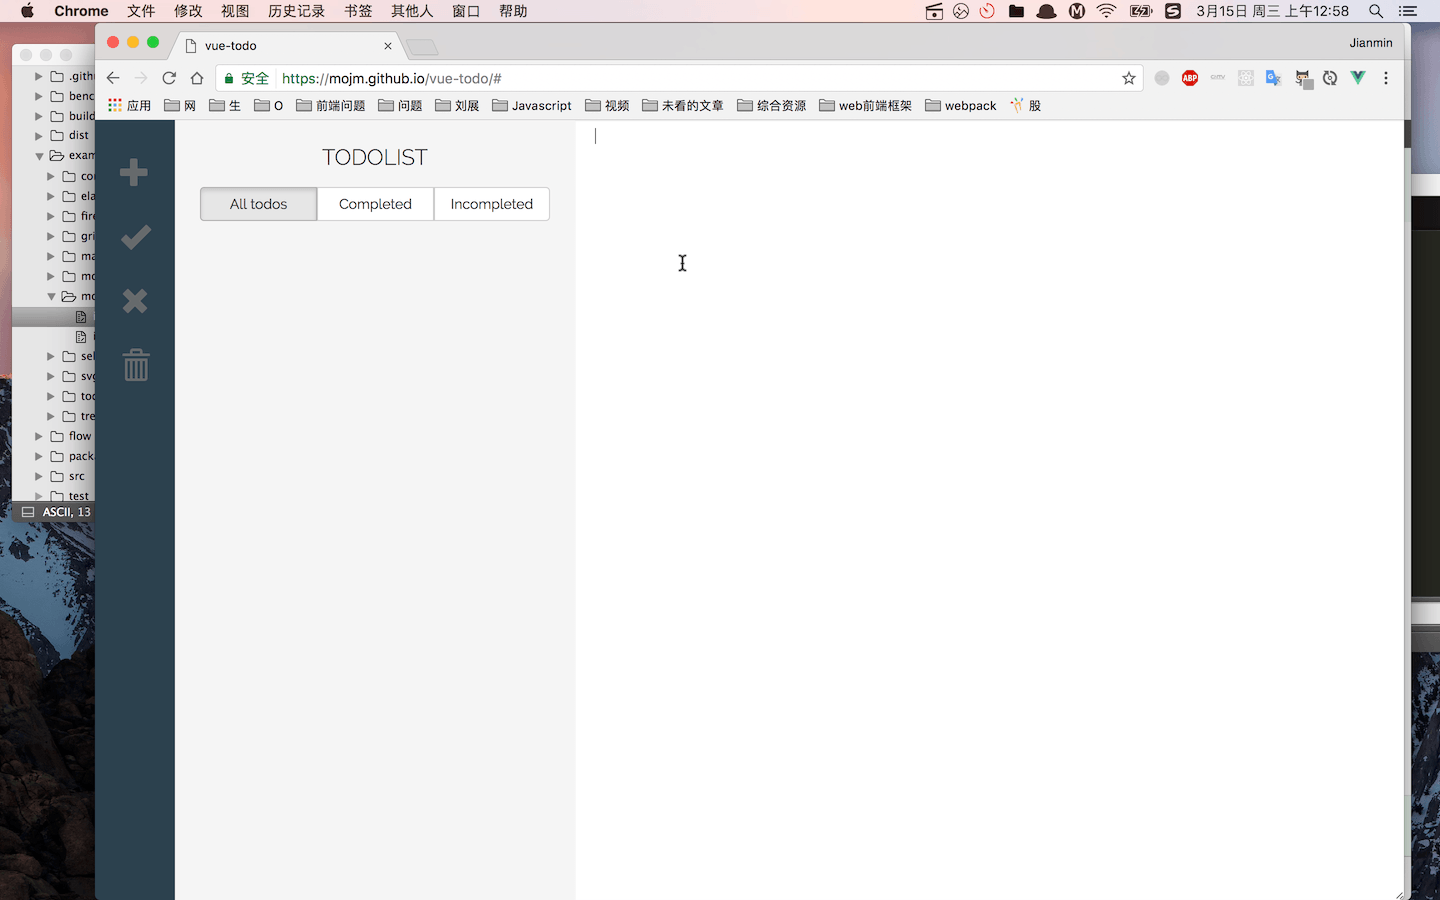 Chrome 文件 修改 视图 历史记录 书签 其他人 窗口 帮助 3月15日 周三 上午12:58
vue-todo
Jianmin
安全 https://mojm.github.io/vue-todo/#
ABP
应用 网 生 O 前端问题 问题 刘展 Javascript 视频 未看的文章 综合资源 web前端框架 webpack 股
.githu
benc
build
dist
exam
co
ela
fire
gri
ma
mo
mo
i
i
sel
svg
too
tre
flow
pack
src
test
ASCII, 13
TODOLIST
All todos Completed Incompleted